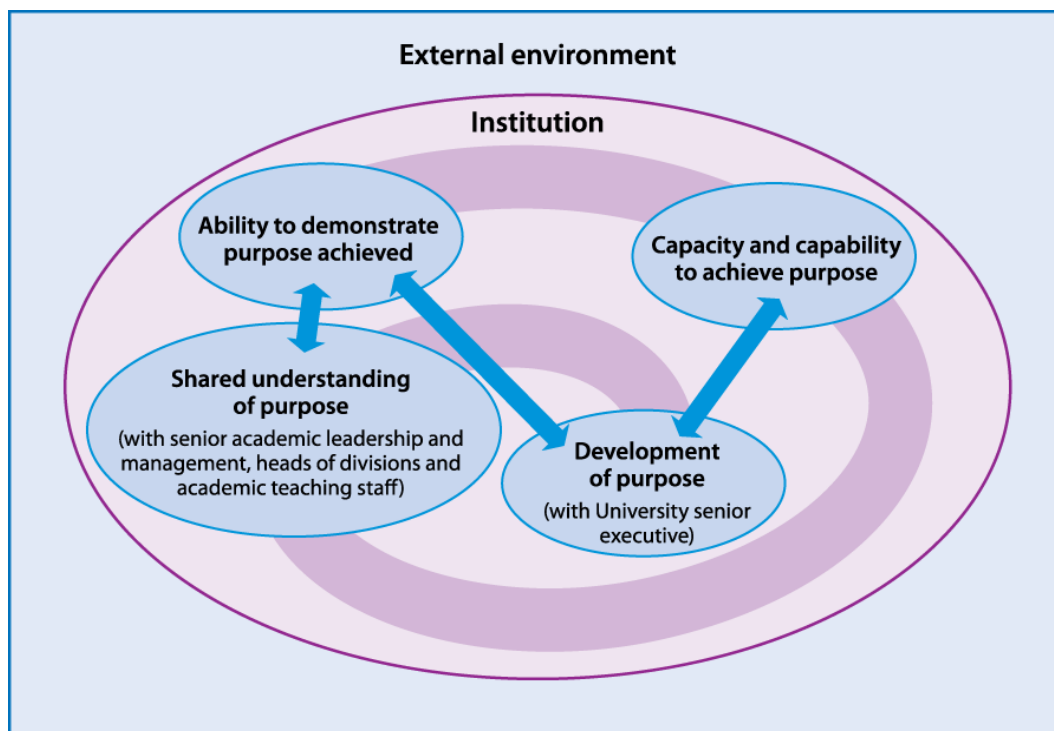 External environment
Institution
Ability to demonstrate
purpose achieved
Capacity and capability
to achieve purpose
Shared understanding
of purpose
(with senior academic leadership and
management, heads of divisions and
academic teaching staff)
Development
of purpose
(with University senior
executive)